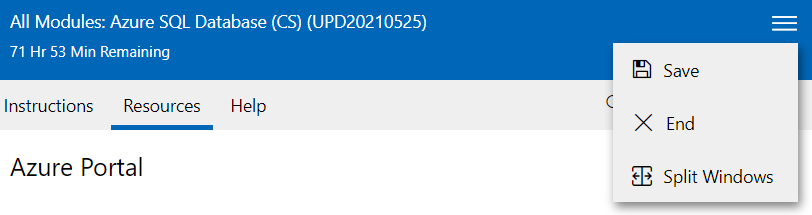 All Modules: Azure SQL Database (CS) (UPD20210525)
71 Hr 53 Min Remaining
Save
Instructions
Resources
Help
End
Azure Portal
Split Windows